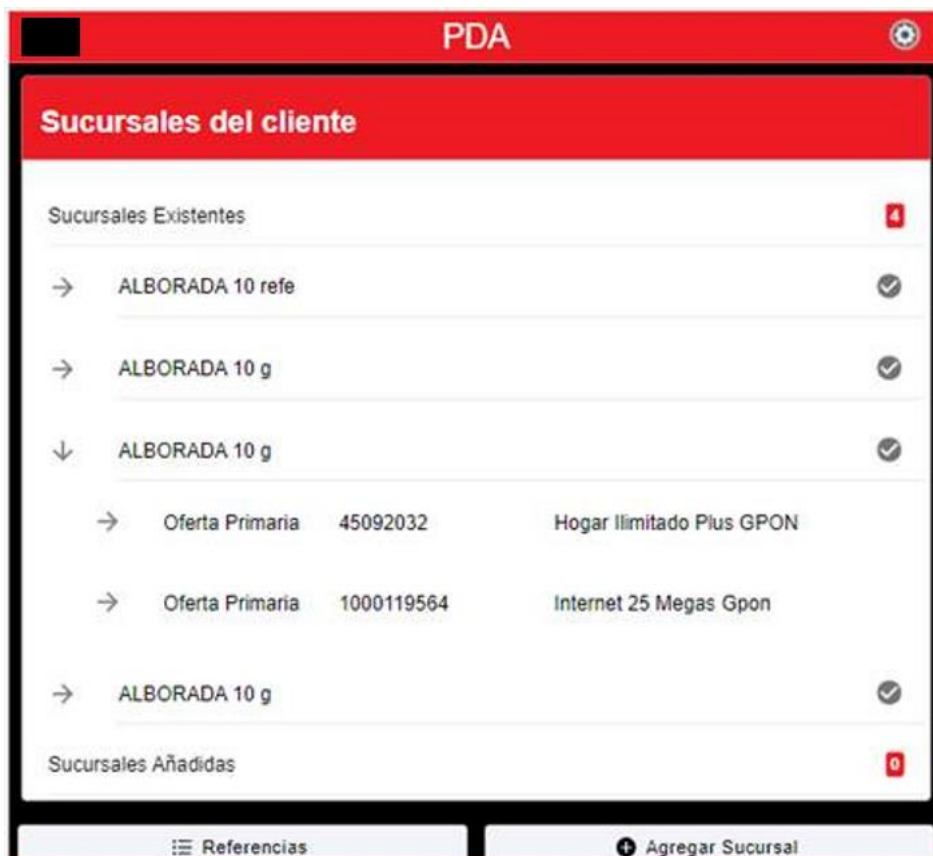 PDA
Sucursales del cliente
Sucursales Existentes 4
ALBORADA 10 refe
ALBORADA 10 g
ALBORADA 10 g
Oferta Primaria 45092032 Hogar Ilimitado Plus GPON
Oferta Primaria 1000119564 Internet 25 Megas Gpon
ALBORADA 10 g
Sucursales Añadidas 0
Referencias Agregar Sucursal